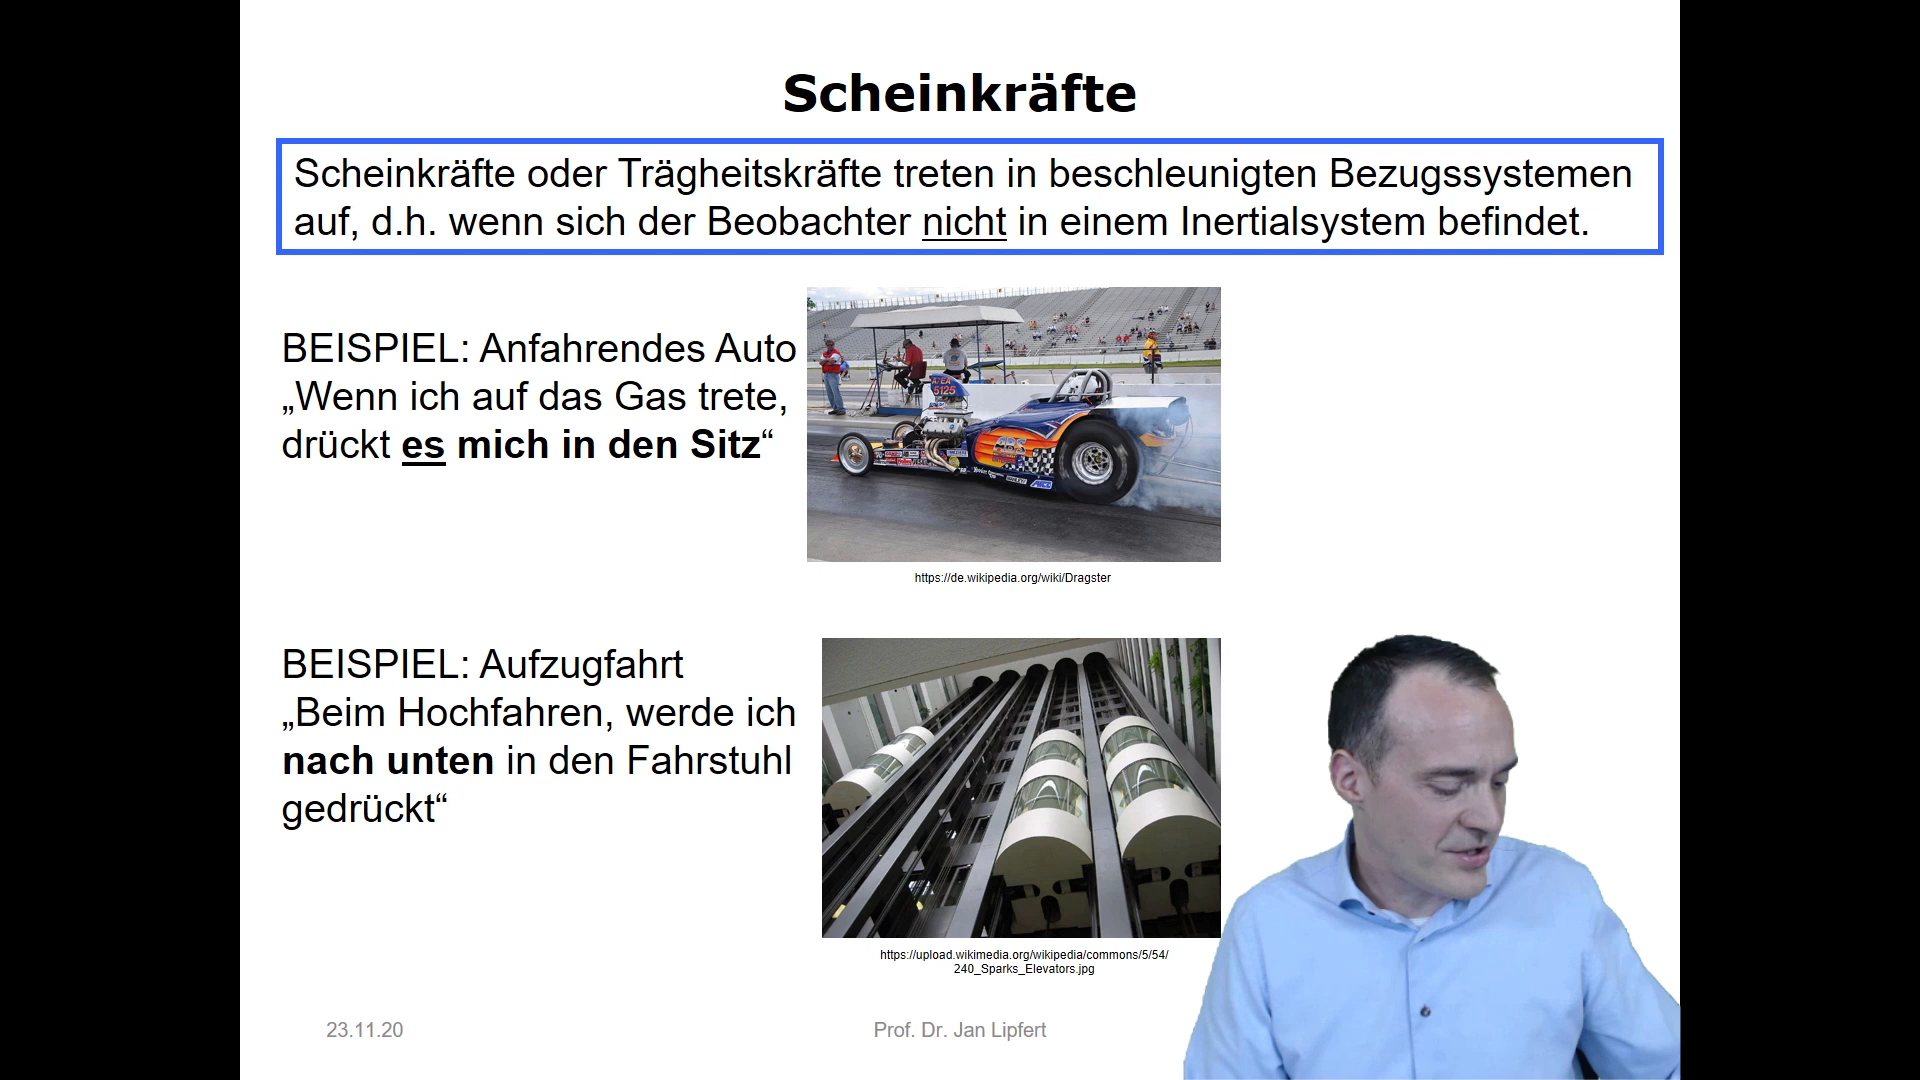 Scheinkräfte
Scheinkräfte oder Trägheitskräfte treten in beschleunigten Bezugssystemen
auf, d.h. wenn sich der Beobachter nicht in einem Inertialsystem befindet.
BEISPIEL: Anfahrendes Auto
„Wenn ich auf das Gas trete,
drückt es mich in den Sitz“
5125
https://de.wikipedia.org/wiki/Dragster
BEISPIEL: Aufzugfahrt
„Beim Hochfahren, werde ich
nach unten in den Fahrstuhl
gedrückt“
https://upload.wikimedia.org/wikipedia/commons/5/54/
240_Sparks_Elevators.jpg
23.11.20
Prof. Dr. Jan Lipfert